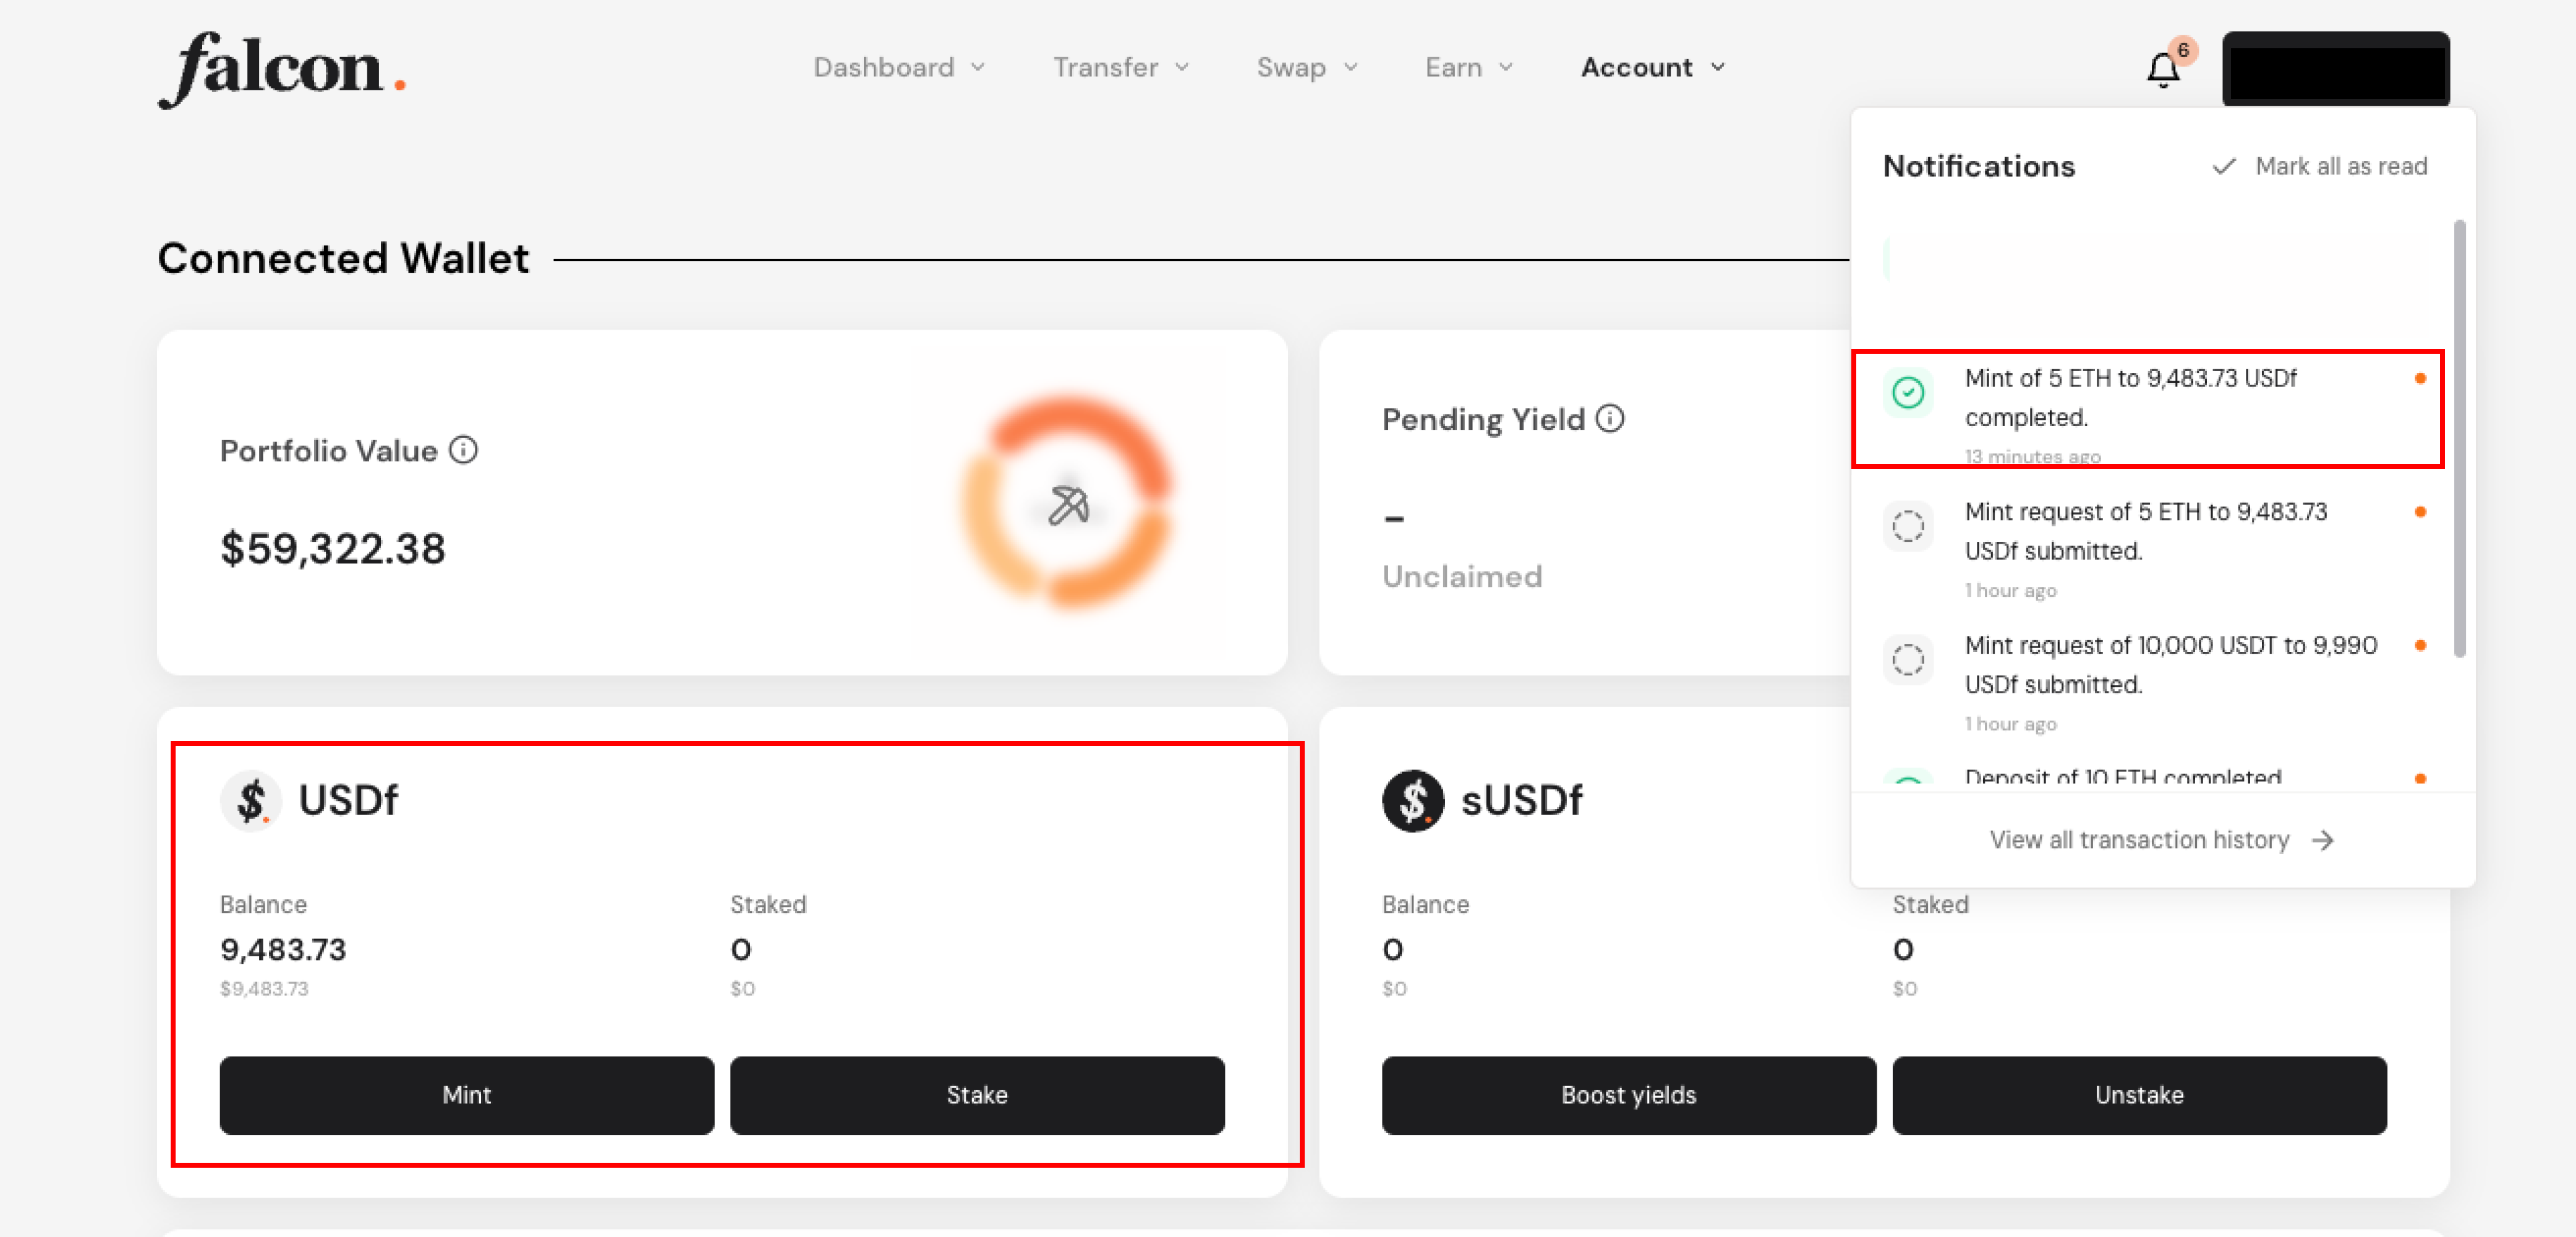 falcon.
Dashboard
Transfer
Swap
Earn
Account
6
Notifications
Mark all as read
Connected Wallet
Mint of 5 ETH to 9,483.73 USDf
completed.
13 minutes ago
Mint request of 5 ETH to 9,483.73
USDf submitted.
1 hour ago
Mint request of 10,000 USDT to 9,990
USDf submitted.
1 hour ago
Deposit of 10 ETH completed
View all transaction history
Portfolio Value
$59,322.38
Pending Yield
–
Unclaimed
USDf
Balance
Staked
9,483.73
0
$9,483.73
$0
Mint
Stake
sUSDf
Balance
Staked
0
0
$0
$0
Boost yields
Unstake